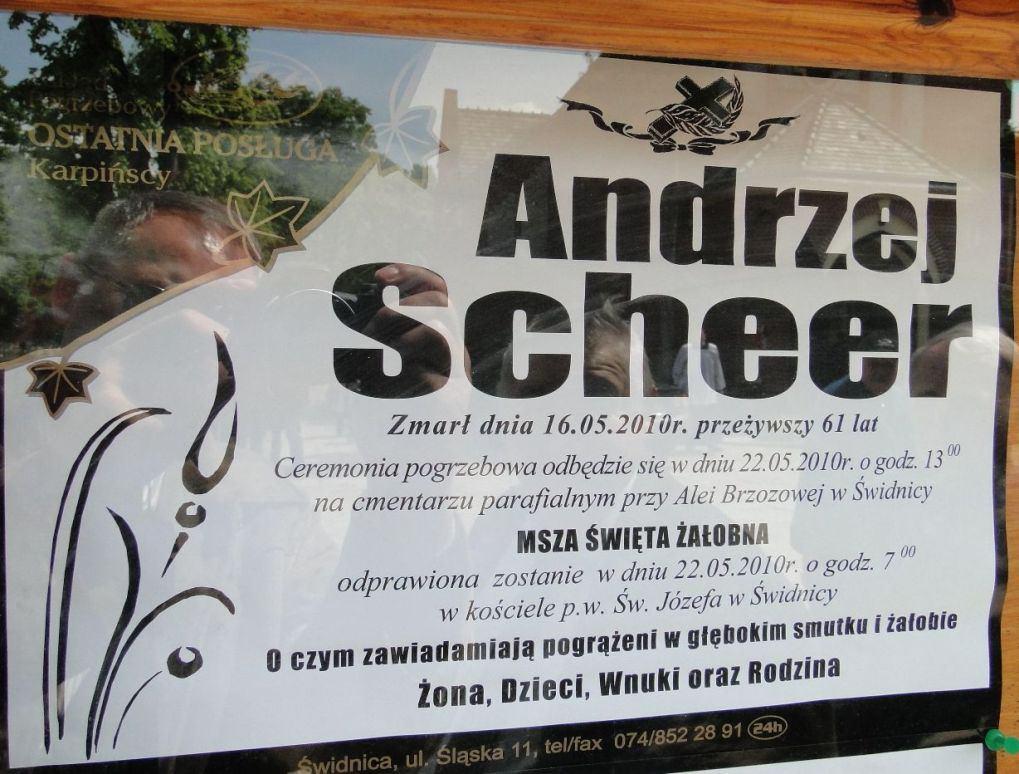 Pogrzebowy
OSTATNIA POSŁUGA
Karpińscy
Andrzej
Scheer
Zmarł dnia 16.05.2010r. przeżywszy 61 lat
Ceremonia pogrzebowa odbędzie się w dniu 22.05.2010r. o godz. 13 00
na cmentarzu parafialnym przy Alei Brzozowej w Świdnicy
MSZA ŚWIĘTA ŻAŁOBNA
odprawiona zostanie w dniu 22.05.2010r. o godz. 7 00
w kościele p.w. Św. Józefa w Świdnicy
O czym zawiadamiają pogrążeni w głębokim smutku i żałobie
Żona, Dzieci, Wnuki oraz Rodzina
Świdnica, ul. Śląska 11, tel/fax 074/852 28 91 24h